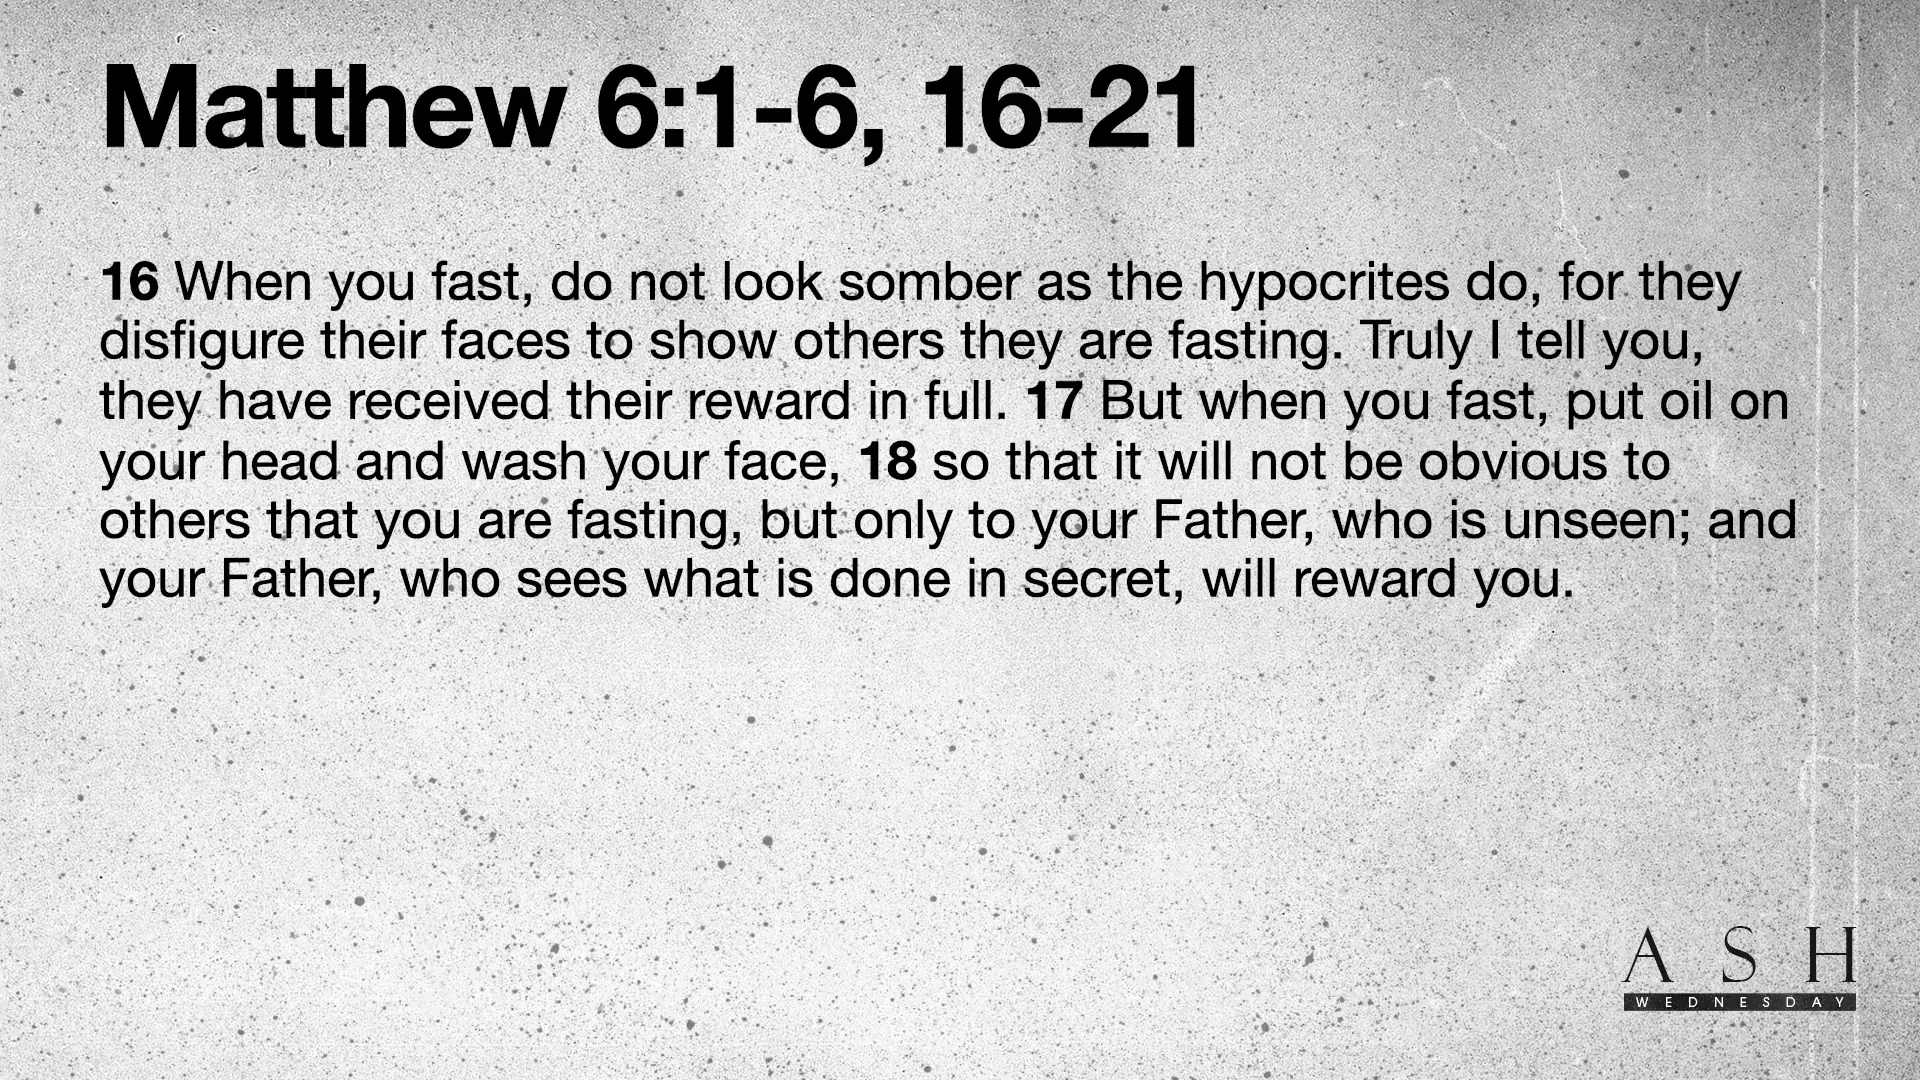 Matthew 6:1-6, 16-21
16 When you fast, do not look somber as the hypocrites do, for they
disfigure their faces to show others they are fasting. Truly I tell you,
they have received their reward in full. 17 But when you fast, put oil on
your head and wash your face, 18 so that it will not be obvious to
others that you are fasting, but only to your Father, who is unseen; and
your Father, who sees what is done in secret, will reward you.
ASH
WEDNESDAY